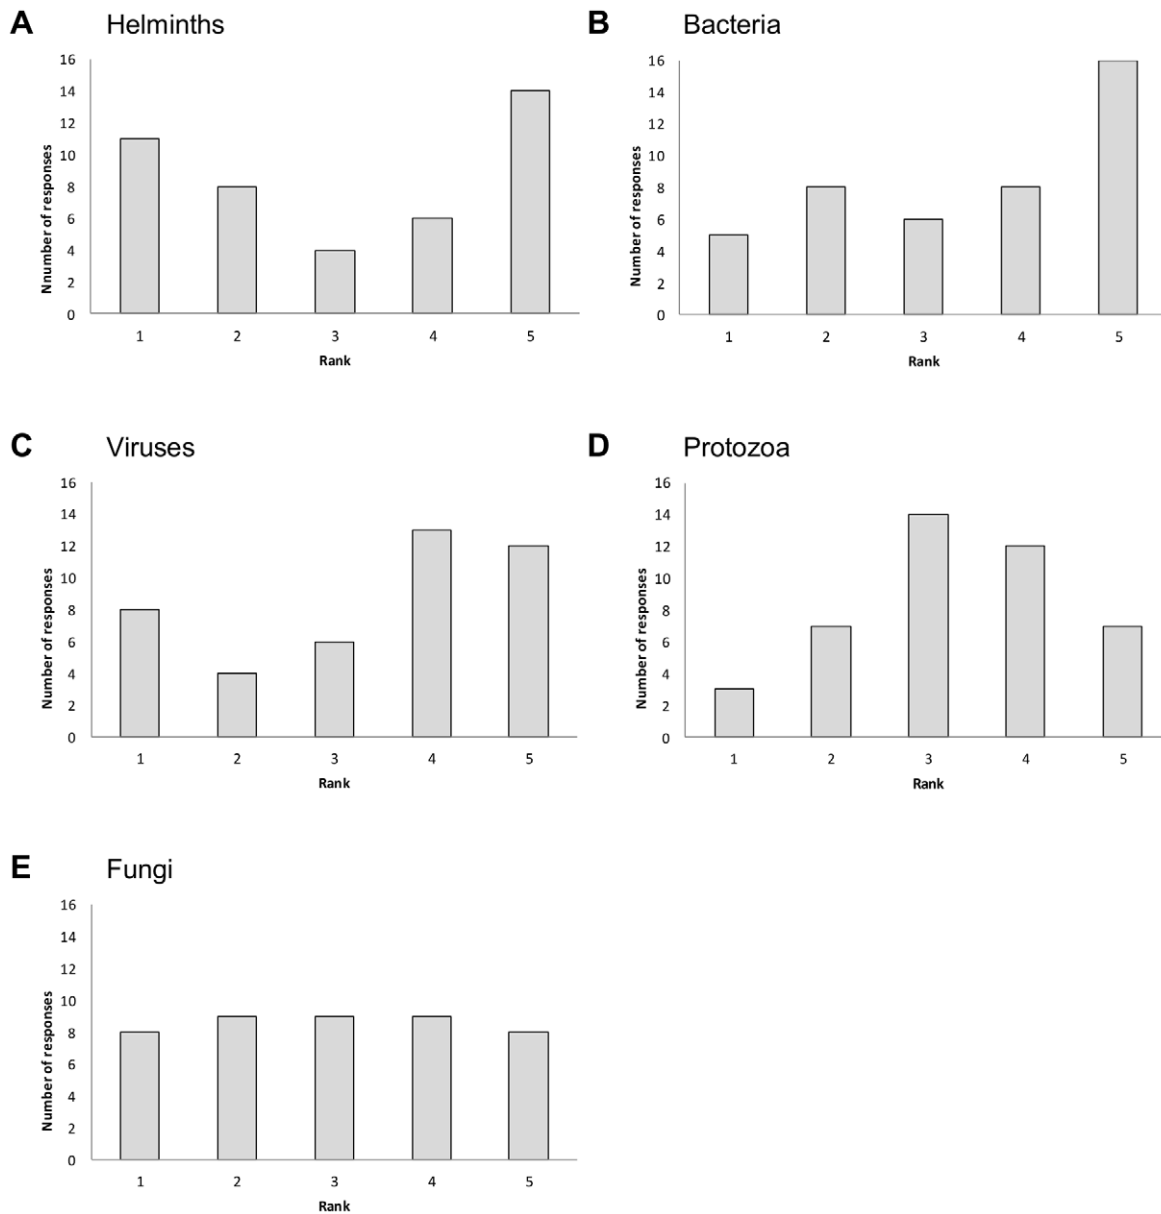 A Helminths
Nnumber of responses
16
14
12
10
8
6
4
2
0
1 2 3 4 5
Rank
B Bacteria
Number of responses
16
14
12
10
8
6
4
2
0
1 2 3 4 5
Rank
C Viruses
Number of responses
16
14
12
10
8
6
4
2
0
1 2 3 4 5
Rank
D Protozoa
Number of responses
16
14
12
10
8
6
4
2
0
1 2 3 4 5
Rank
E Fungi
Number of responses
16
14
12
10
8
6
4
2
0
1 2 3 4 5
Rank